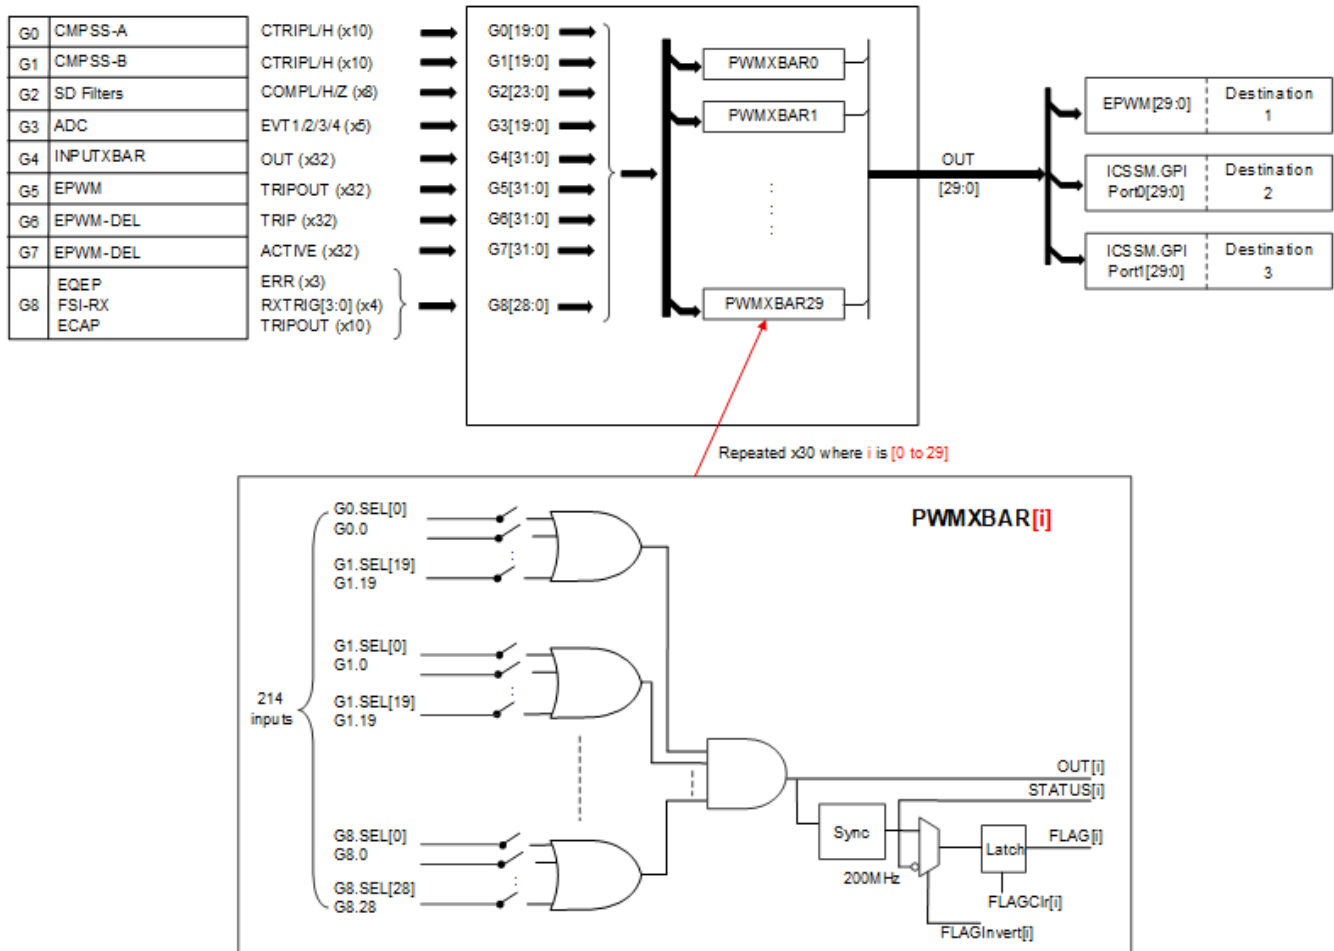 G0 CMPSS-A CTRIPL/H (x10) G0[19:0]
G1 CMPSS-B CTRIPL/H (x10) G1[19:0]
G2 SD Filters COMPL/H/Z (x8) G2[23:0]
G3 ADC EVT1/2/3/4 (x5) G3[19:0]
G4 INPUTXBAR OUT (x32) G4[31:0]
G5 EPWM TRIPOUT (x32) G5[31:0]
G6 EPWM-DEL TRIP (x32) G6[31:0]
G7 EPWM-DEL ACTIVE (x32) G7[31:0]
EQEP ERR (x3)
G8 FSI-RX RXTRIG[3:0] (x4) G8[28:0]
ECAP TRIPOUT (x10)
PWMXBAR0
PWMXBAR1
PWMXBAR29
OUT
[29:0]
EPWM[29:0]
Destination
1
ICSSM.GPI
Port0[29:0]
Destination
2
ICSSM.GPI
Port1[29:0]
Destination
3
Repeated x30 where i is [0 to 29]
PWMXBAR[i]
214
inputs
G0.SEL[0]
G0.0
G1.SEL[19]
G1.19
G1.SEL[0]
G1.0
G1.SEL[19]
G1.19
G8.SEL[0]
G8.0
G8.SEL[28]
G8.28
OUT[i]
STATUS[i]
Sync
200MHz
Latch
FLAG[i]
FLAGClr[i]
FLAGInvert[i]